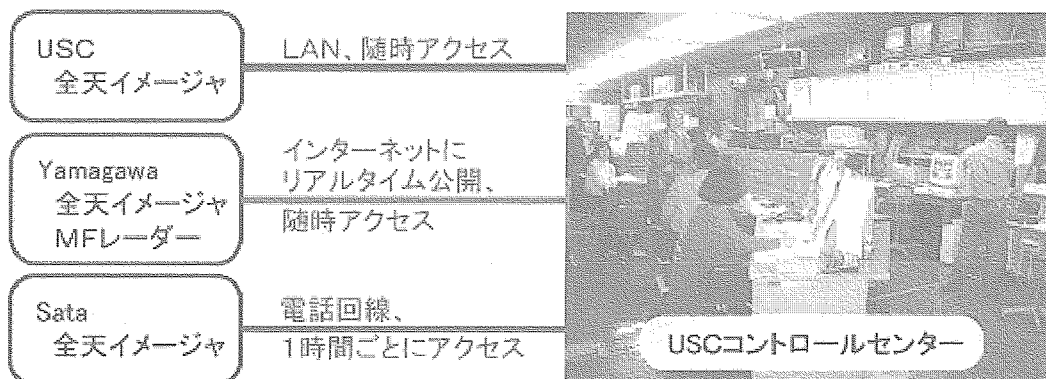 USC
全天イメージャ
LAN、随時アクセス
Yamagawa
全天イメージャ
MFレーダー
インターネットに
リアルタイム公開、
随時アクセス
Sata
全天イメージャ
電話回線、
1時間ごとにアクセス
USCコントロールセンター